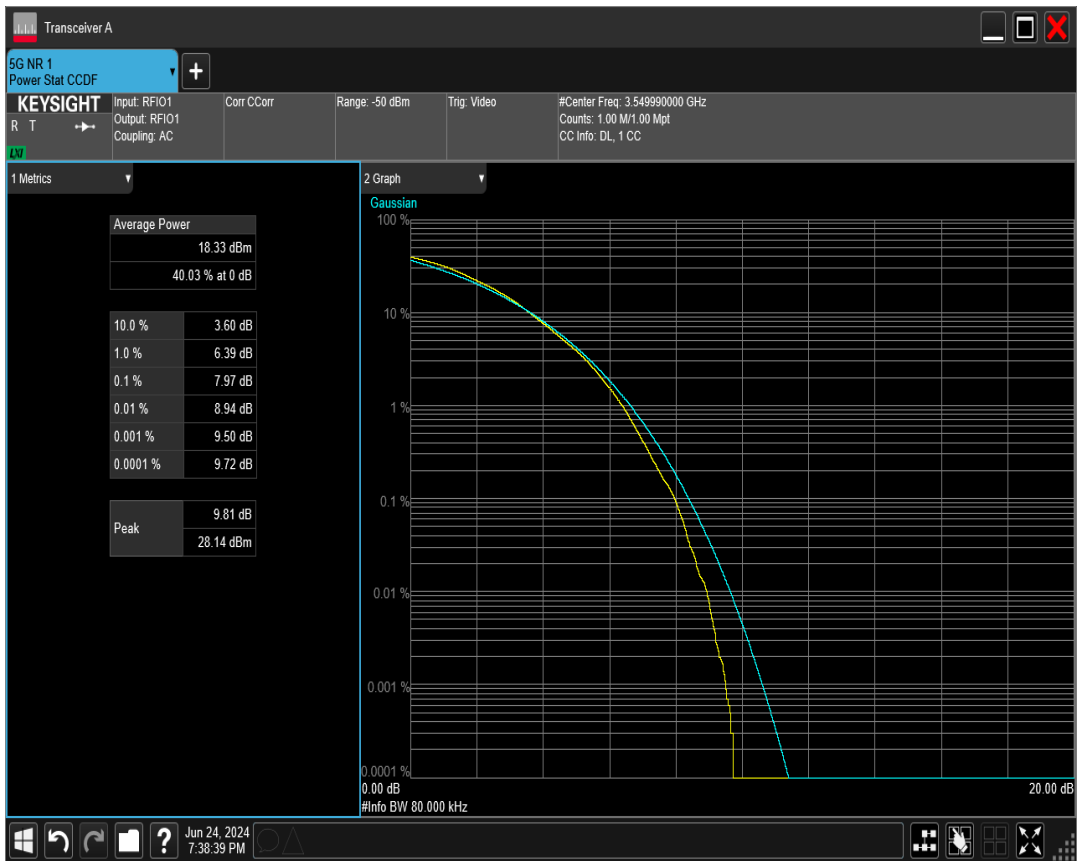 Transceiver A
5G NR 1
Power Stat CCDF
+
KEYSIGHT
R T
LXI
Input: RFIO1
Output: RFIO1
Coupling: AC
Corr CCorr
Range: -50 dBm
Trig: Video
#Center Freq: 3.549990000 GHz
Counts: 1.00 M/1.00 Mpt
CC Info: DL, 1 CC
1 Metrics
Average Power
18.33 dBm
40.03 % at 0 dB
10.0 % 3.60 dB
1.0 % 6.39 dB
0.1 % 7.97 dB
0.01 % 8.94 dB
0.001 % 9.50 dB
0.0001 % 9.72 dB
Peak
9.81 dB
28.14 dBm
2 Graph
Gaussian
100 %
10 %
1 %
0.1 %
0.01 %
0.001 %
0.0001 %
0.00 dB 20.00 dB
#Info BW 80.000 kHz
?
Jun 24, 2024
7:38:39 PM